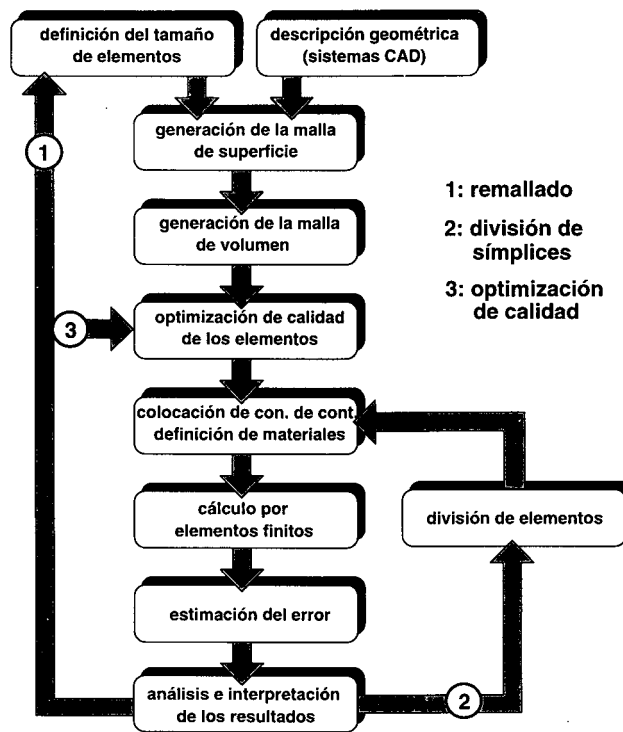 definición del tamaño
de elementos
descripción geométrica
(sistemas CAD)
generación de la malla
de superficie
1
generación de la malla
de volumen
1: remallado
2: división de
símplices
3: optimización
de calidad
3
optimización de calidad
de los elementos
colocación de con. de cont.
definición de materiales
cálculo por
elementos finitos
división de elementos
estimación del error
análisis e interpretación
de los resultados
2